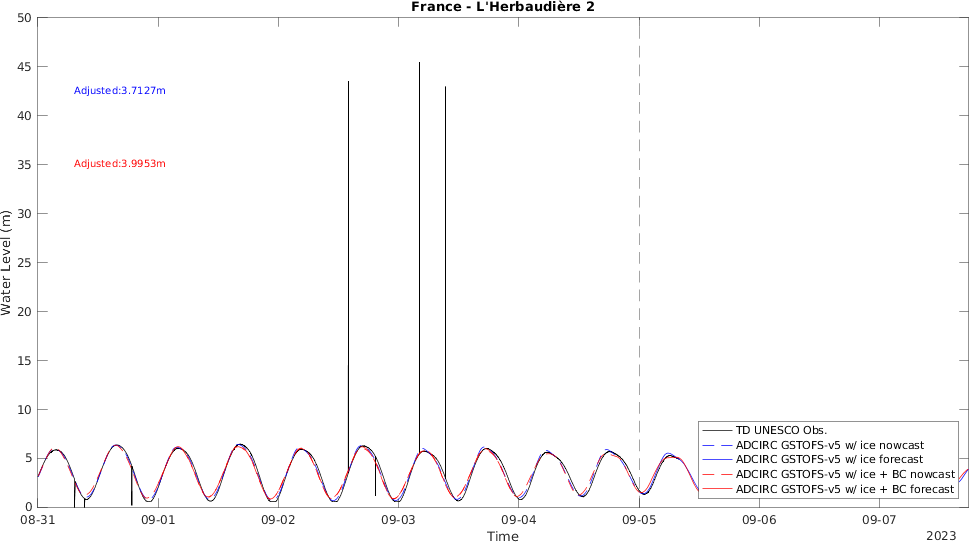 France - L'Herbaudière 2
50
45
40
35
30
25
20
15
10
5
0
Water Level (m)
Adjusted:3.7127m
Adjusted:3.9953m
TD UNESCO Obs.
ADCIRC GSTOFS-v5 w/ ice nowcast
ADCIRC GSTOFS-v5 w/ ice forecast
ADCIRC GSTOFS-v5 w/ ice + BC nowcast
ADCIRC GSTOFS-v5 w/ ice + BC forecast
08-31 09-01 09-02 09-03 09-04 09-05 09-06 09-07
Time
2023